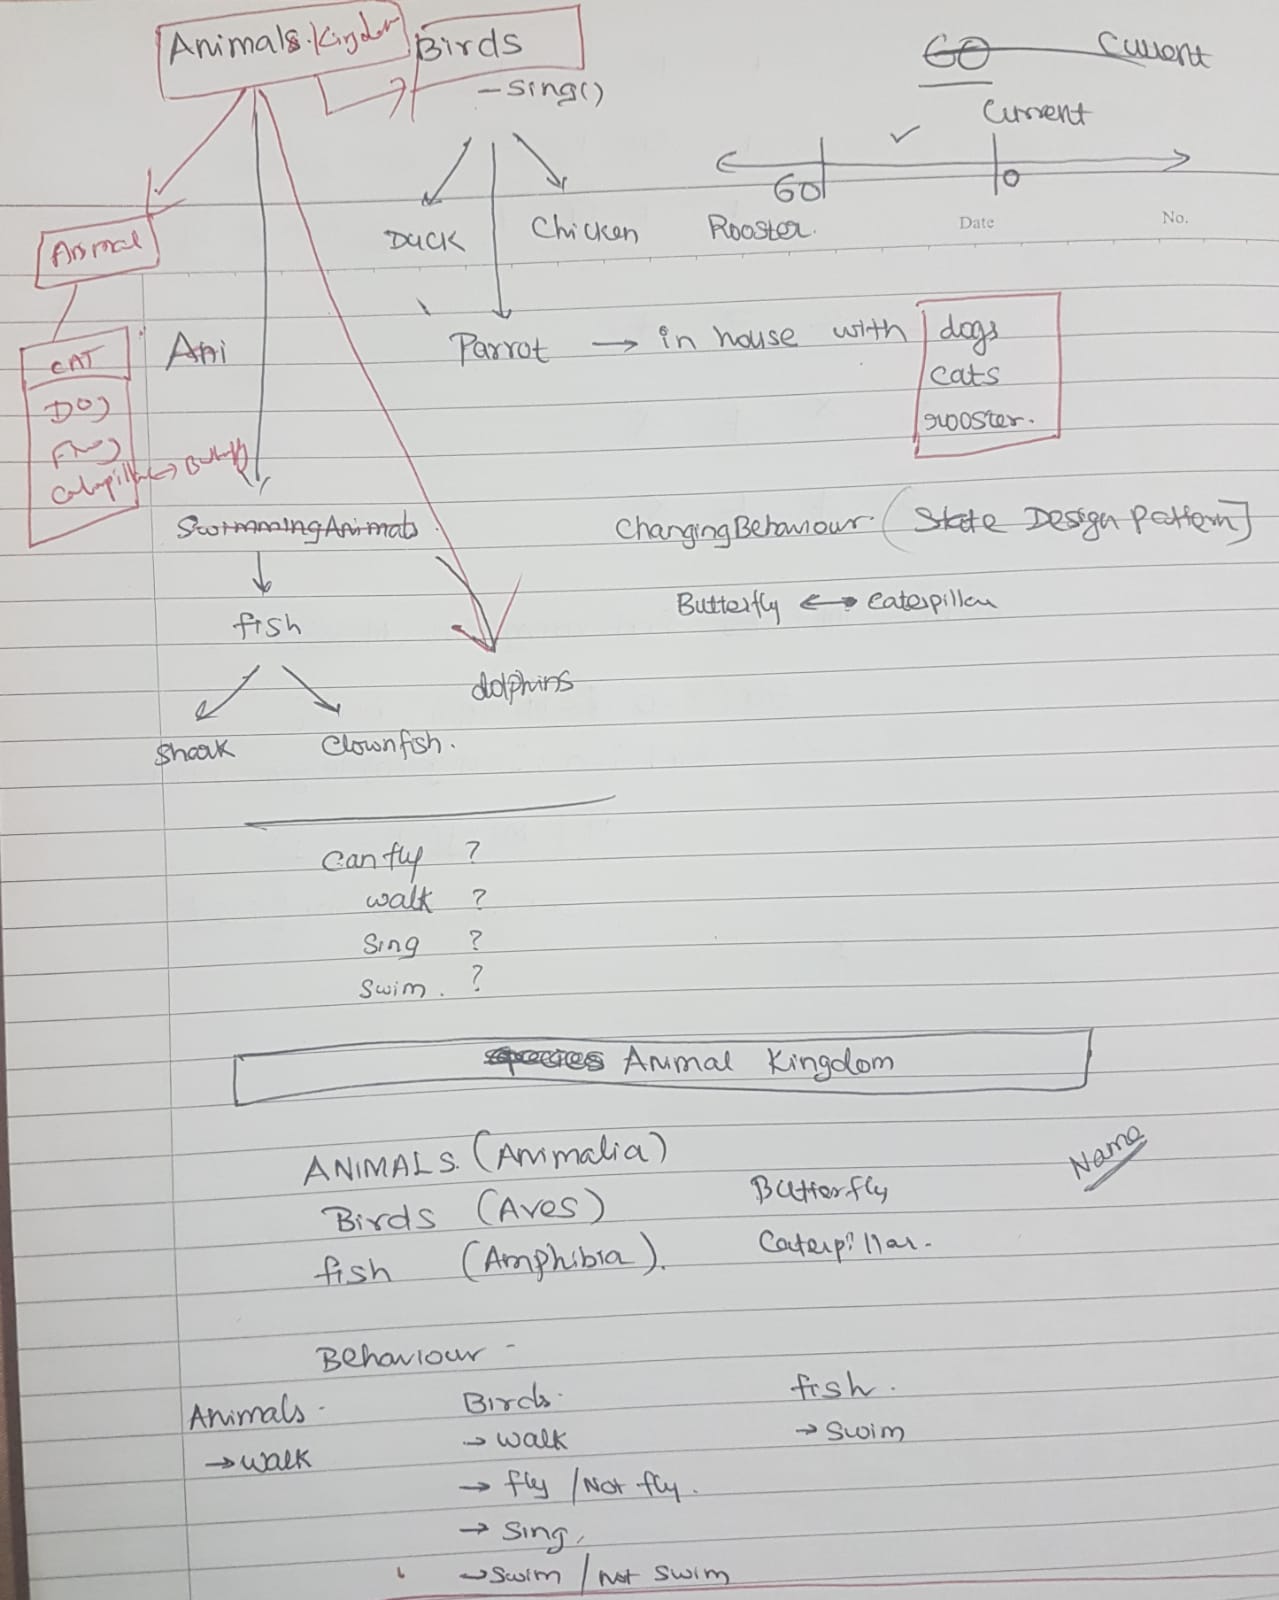 Animals.Kingdom Birds
60 Current
- Sing()
Current
60 0
Duck Chicken Rooster.
Date No.
Animal
CAT
Ani
Parrot → in house with dogs
cats
rooster.
DOg
Frog
Caterpillar ↔ Butterfly
SwimmingAnimals
ChangingBehaviour (State Design Pattern]
Butterfly ↔ Caterpillar
fish
dolphins
Shark Clownfish.
Can fly ?
walk ?
Sing ?
Swim. ?
species Animal Kingdom
ANIMALS. (Animalia)
Name
Birds (Aves) Butterfly
fish (Amphibia). Caterpillar.
Behaviour -
Animals. Birds. fish.
→ walk → walk → Swim
→ fly / Not fly.
→ Sing,
→ Swim / not swim